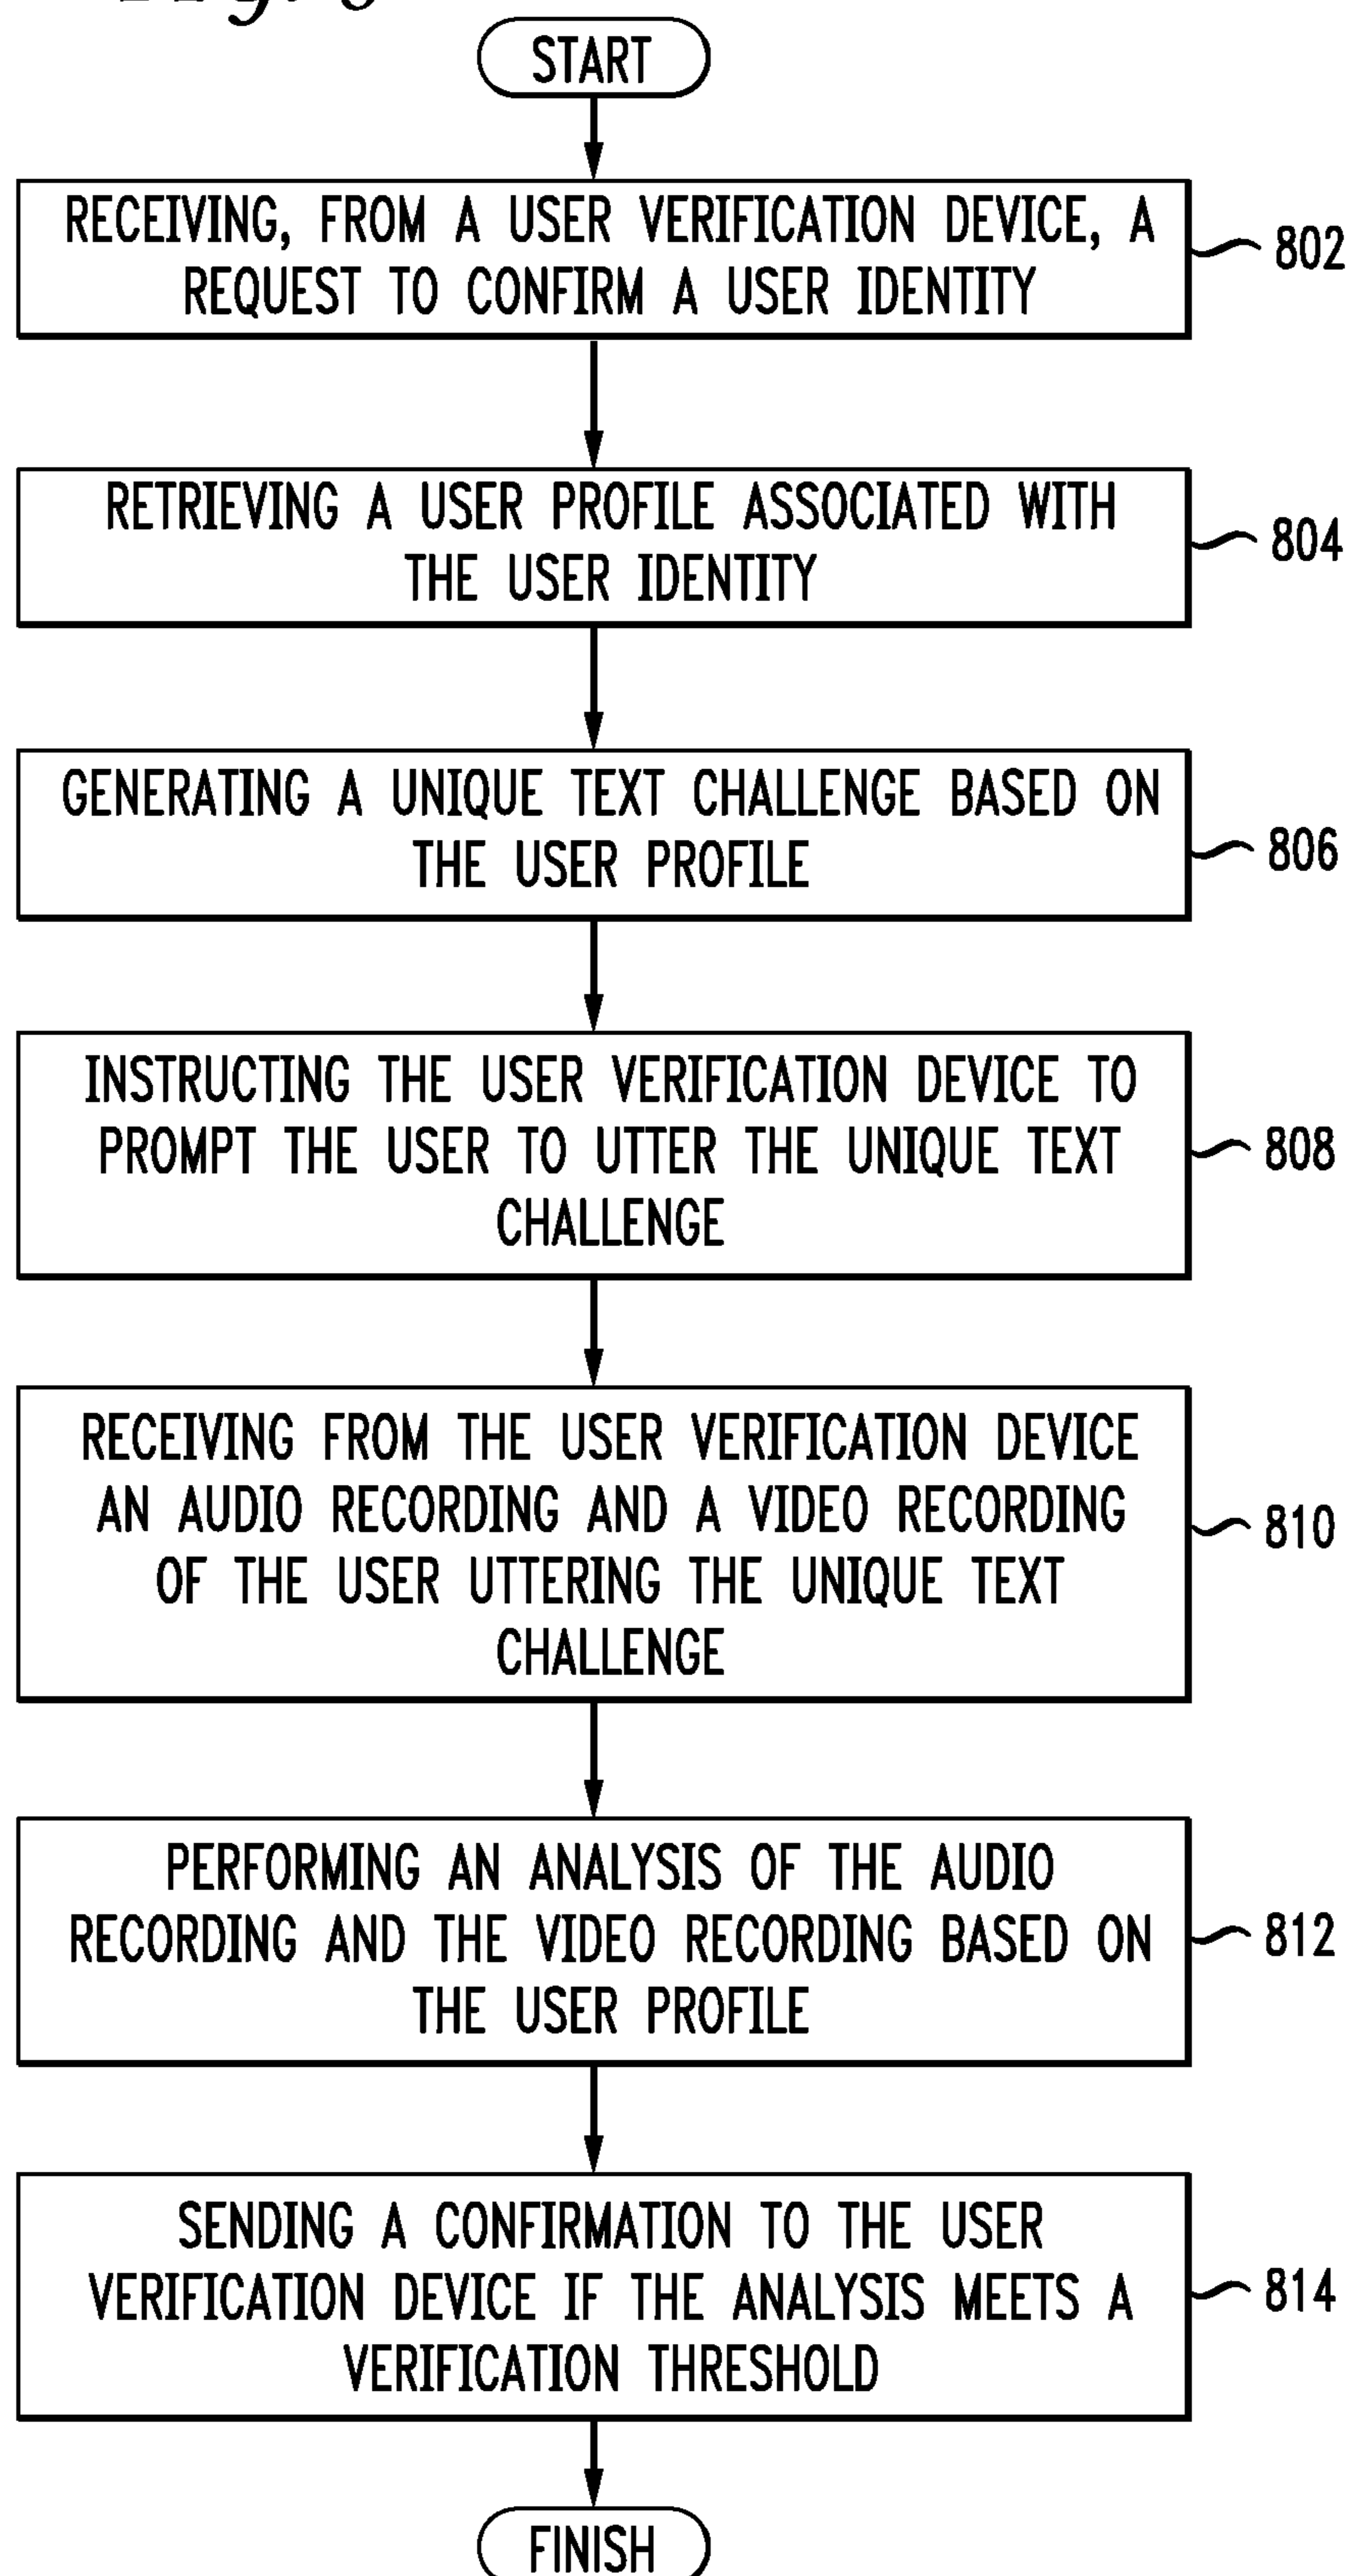 START
RECEIVING, FROM A USER VERIFICATION DEVICE, A
REQUEST TO CONFIRM A USER IDENTITY
802
RETRIEVING A USER PROFILE ASSOCIATED WITH
THE USER IDENTITY
804
GENERATING A UNIQUE TEXT CHALLENGE BASED ON
THE USER PROFILE
806
INSTRUCTING THE USER VERIFICATION DEVICE TO
PROMPT THE USER TO UTTER THE UNIQUE TEXT
CHALLENGE
808
RECEIVING FROM THE USER VERIFICATION DEVICE
AN AUDIO RECORDING AND A VIDEO RECORDING
OF THE USER UTTERING THE UNIQUE TEXT
CHALLENGE
810
PERFORMING AN ANALYSIS OF THE AUDIO
RECORDING AND THE VIDEO RECORDING BASED ON
THE USER PROFILE
812
SENDING A CONFIRMATION TO THE USER
VERIFICATION DEVICE IF THE ANALYSIS MEETS A
VERIFICATION THRESHOLD
814
FINISH